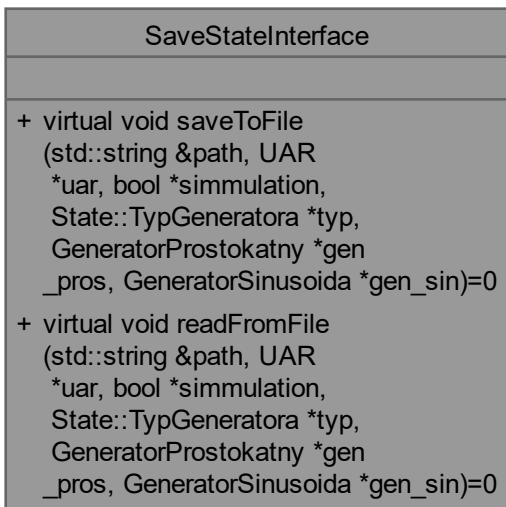 SaveStateInterface
+ virtual void saveToFile
(std::string &path, UAR
*uar, bool *simmulation,
State::TypGeneratora *typ,
GeneratorProstokatny *gen
_pros, GeneratorSinusoida *gen_sin)=0
+ virtual void readFromFile
(std::string &path, UAR
*uar, bool *simmulation,
State::TypGeneratora *typ,
GeneratorProstokatny *gen
_pros, GeneratorSinusoida *gen_sin)=0